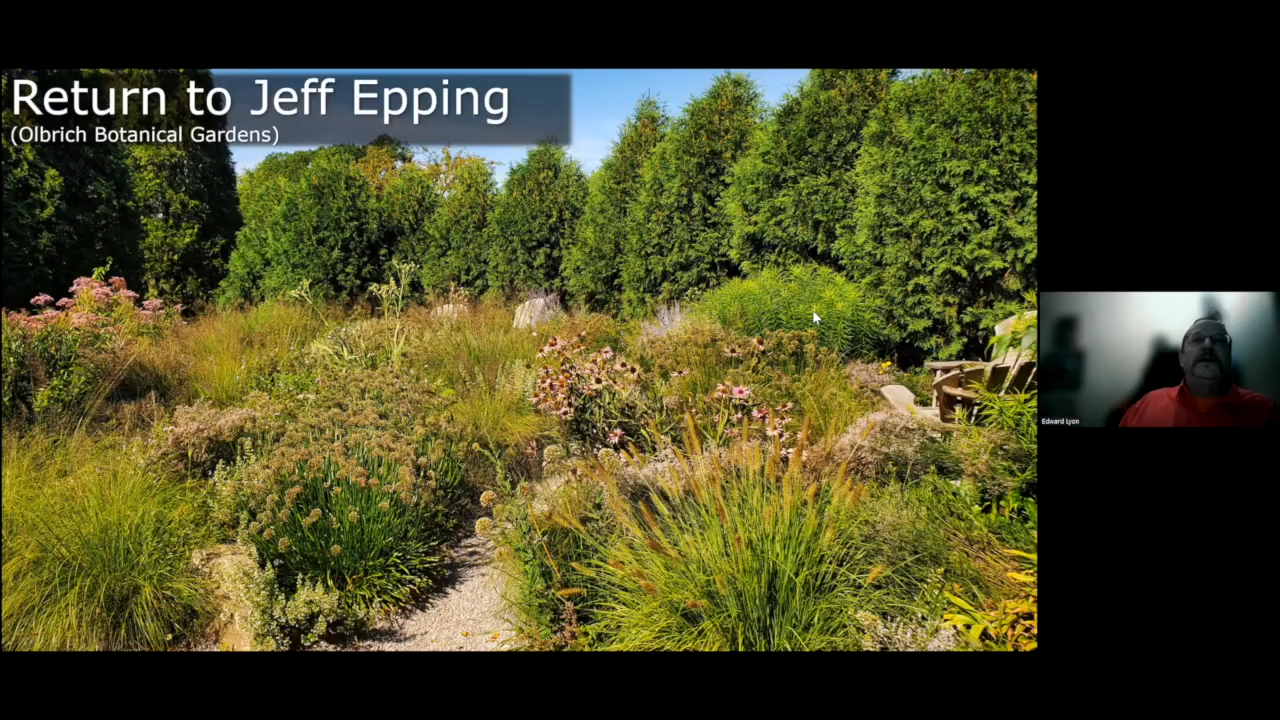 Return to Jeff Epping
(Olbrich Botanical Gardens)
Edward Lyon